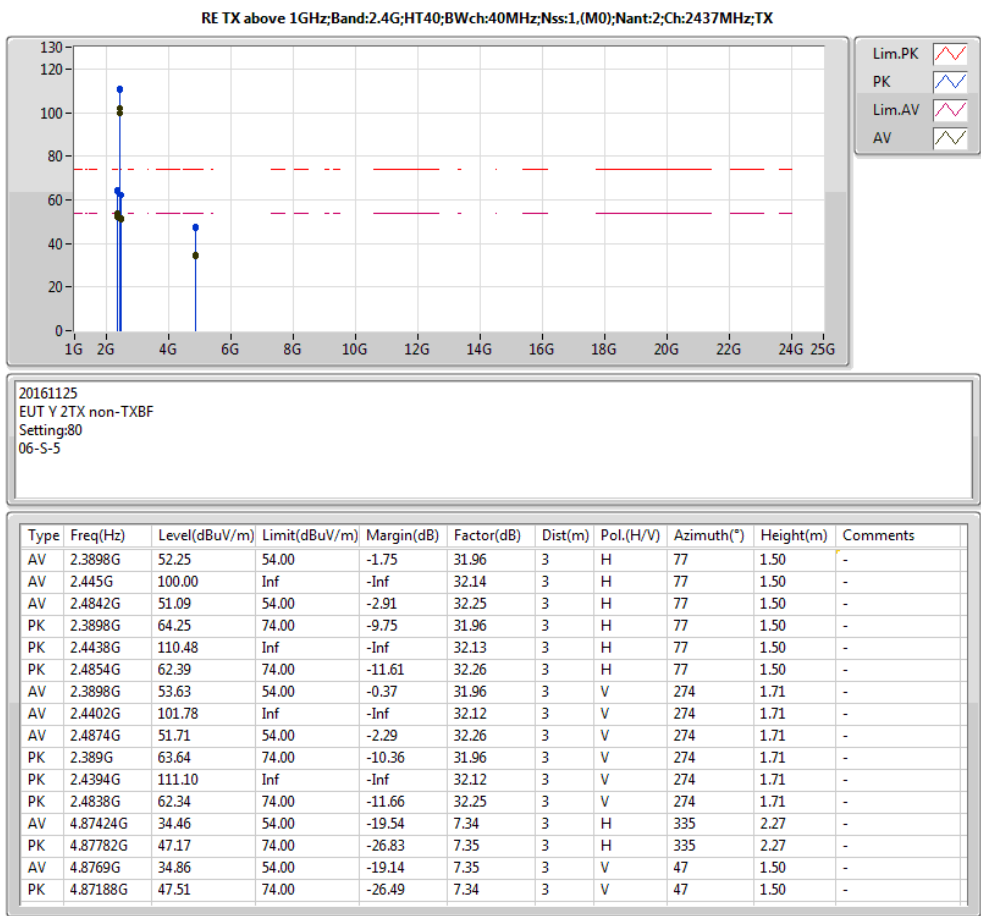 RE TX above 1GHz;Band:2.4G;HT40;BWch:40MHz;Nss:1,(M0);Nant:2;Ch:2437MHz;TX
130
120
100
80
60
40
20
0
1G 2G 4G 6G 8G 10G 12G 14G 16G 18G 20G 22G 24G 25G
Lim.PK
PK
Lim.AV
AV
20161125
EUT Y 2TX non-TXBF
Setting:80
06-S-5
Type Freq(Hz) Level(dBuV/m) Limit(dBuV/m) Margin(dB) Factor(dB) Dist(m) Pol.(H/V) Azimuth(°) Height(m) Comments
AV 2.3898G 52.25 54.00 -1.75 31.96 3 H 77 1.50 -
AV 2.445G 100.00 Inf -Inf 32.14 3 H 77 1.50 -
AV 2.4842G 51.09 54.00 -2.91 32.25 3 H 77 1.50 -
PK 2.3898G 64.25 74.00 -9.75 31.96 3 H 77 1.50 -
PK 2.4438G 110.48 Inf -Inf 32.13 3 H 77 1.50 -
PK 2.4854G 62.39 74.00 -11.61 32.26 3 H 77 1.50 -
AV 2.3898G 53.63 54.00 -0.37 31.96 3 V 274 1.71 -
AV 2.4402G 101.78 Inf -Inf 32.12 3 V 274 1.71 -
AV 2.4874G 51.71 54.00 -2.29 32.26 3 V 274 1.71 -
PK 2.389G 63.64 74.00 -10.36 31.96 3 V 274 1.71 -
PK 2.4394G 111.10 Inf -Inf 32.12 3 V 274 1.71 -
PK 2.4838G 62.34 74.00 -11.66 32.25 3 V 274 1.71 -
AV 4.87424G 34.46 54.00 -19.54 7.34 3 H 335 2.27 -
PK 4.87782G 47.17 74.00 -26.83 7.35 3 H 335 2.27 -
AV 4.8769G 34.86 54.00 -19.14 7.35 3 V 47 1.50 -
PK 4.87188G 47.51 74.00 -26.49 7.34 3 V 47 1.50 -